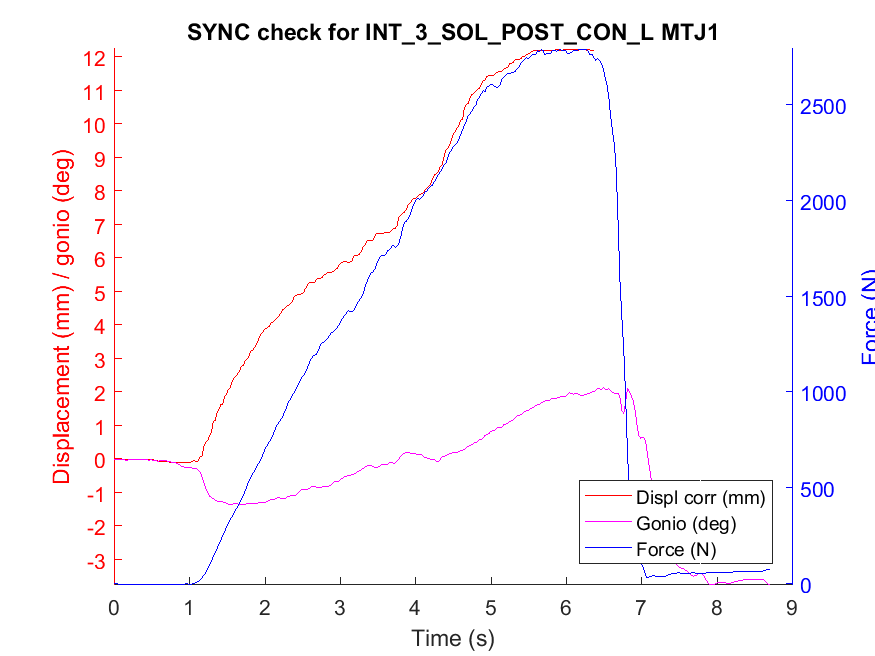 SYNC check for INT_3_SOL_POST_CON_L MTJ1
12
11
10
9
8
7
6
5
4
3
2
1
0
-1
-2
-3
Displacement (mm) / gonio (deg)
2500
2000
1500
1000
500
0
Force (N)
Displ corr (mm)
Gonio (deg)
Force (N)
0 1 2 3 4 5 6 7 8 9
Time (s)